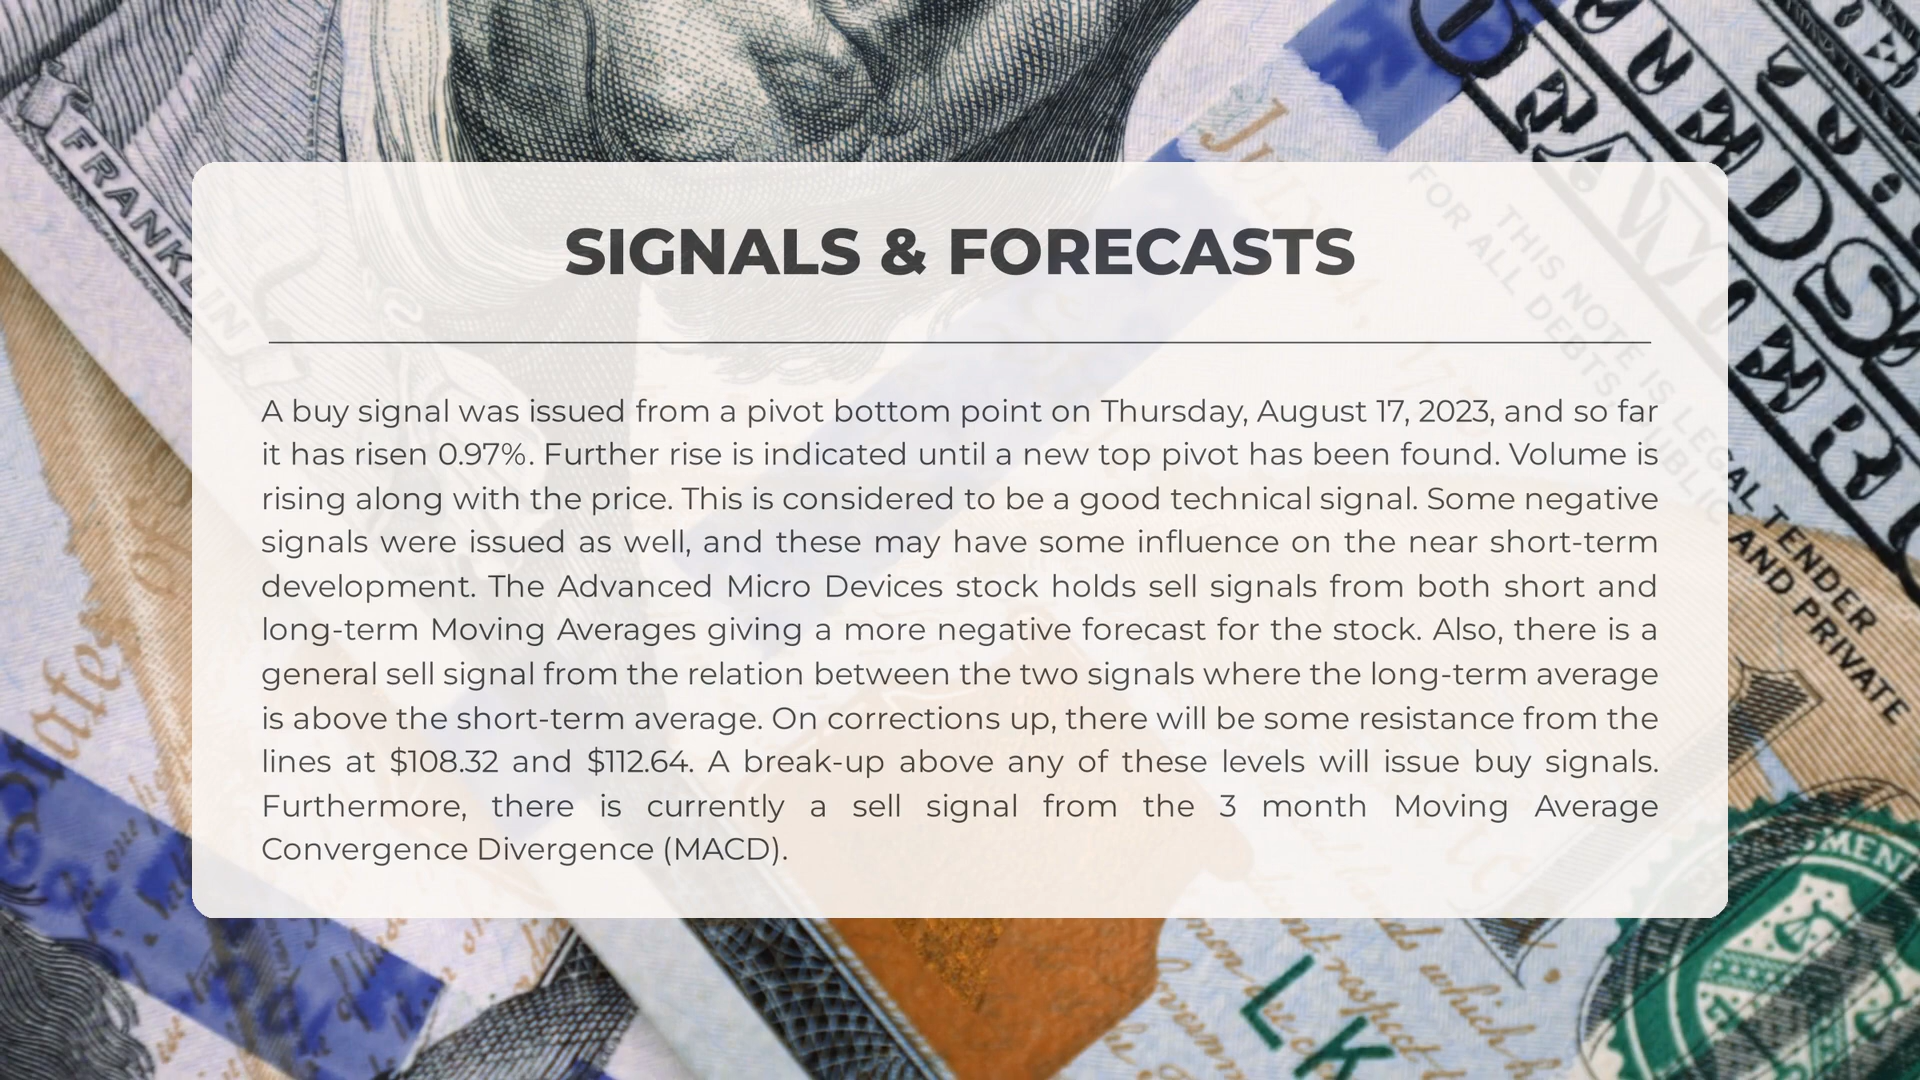 SIGNALS & FORECASTS
A buy signal was issued from a pivot bottom point on Thursday, August 17, 2023, and so far
it has risen 0.97%. Further rise is indicated until a new top pivot has been found. Volume is
rising along with the price. This is considered to be a good technical signal. Some negative
signals were issued as well, and these may have some influence on the near short-term
development. The Advanced Micro Devices stock holds sell signals from both short and
long-term Moving Averages giving a more negative forecast for the stock. Also, there is a
general sell signal from the relation between the two signals where the long-term average
is above the short-term average. On corrections up, there will be some resistance from the
lines at $108.32 and $112.64. A break-up above any of these levels will issue buy signals.
Furthermore, there is currently a sell signal from the 3 month Moving Average
Convergence Divergence (MACD).
FRANKLIN
JULY 4, 17
THIS NOTE IS LEGAL TENDER
FOR ALL DEBTS, PUBLIC AND PRIVATE
L K